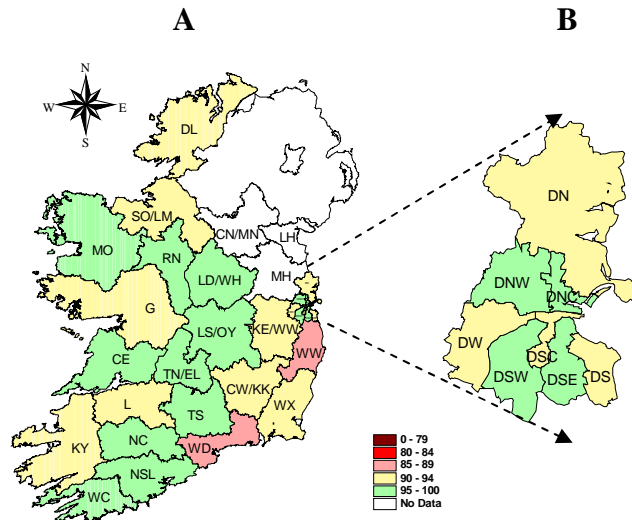 A
B
N
W E
S
DL
SO/LM
CN/MN
LH
MO
RN
LD/WH
MH
G
LS/OY
KE/WW
WW
CE
TN/EL
CW/KK
L
TS
WX
KY
NC
WD
NSL
WC
DN
DNW
DNC
DW
DSC
DSW
DSE
DS
0 - 79
80 - 84
85 - 89
90 - 94
95 - 100
No Data